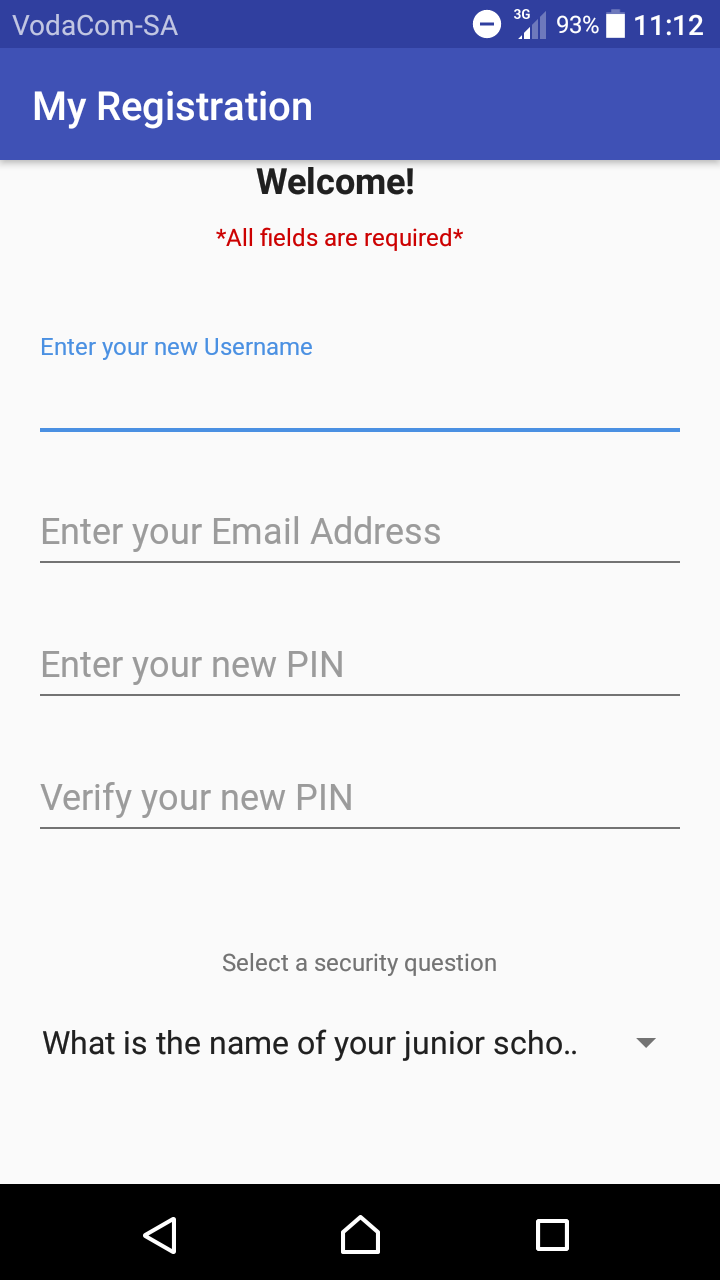 VodaCom-SA 3G 93% 11:12
My Registration
Welcome!
*All fields are required*
Enter your new Username
Enter your Email Address
Enter your new PIN
Verify your new PIN
Select a security question
What is the name of your junior scho..